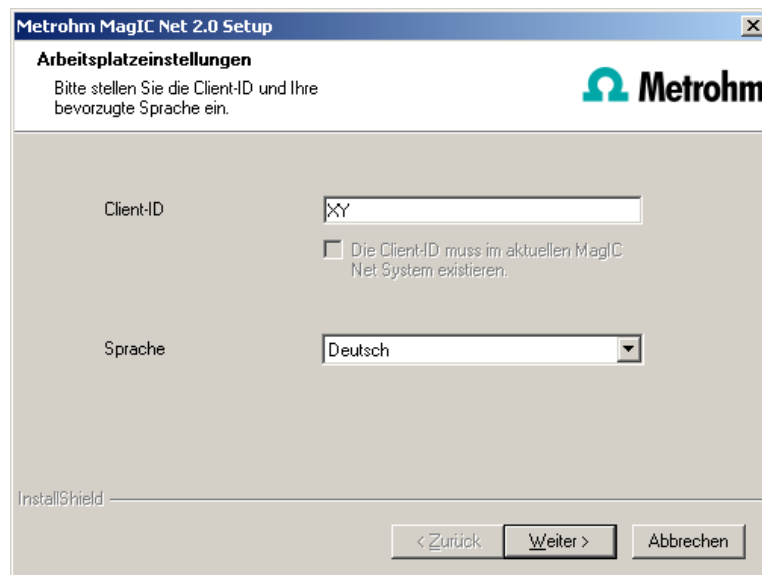 Metrohm MagIC Net 2.0 Setup
Arbeitsplatzeinstellungen
Bitte stellen Sie die Client-ID und Ihre
bevorzugte Sprache ein.
Metrohm
Client-ID
XY
Die Client-ID muss im aktuellen MagIC
Net System existieren.
Sprache
Deutsch
InstallShield
< Zurück
Weiter >
Abbrechen